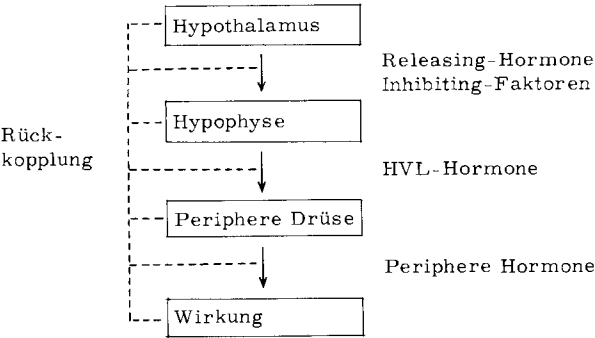 Hypothalamus
Releasing-Hormone
Inhibiting-Faktoren
Hypophyse
Rück-
kopplung
HVL-Hormone
Periphere Drüse
Periphere Hormone
Wirkung